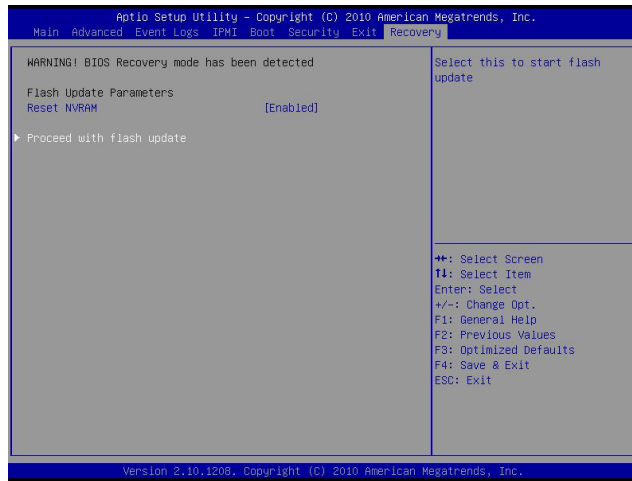 Aptio Setup Utility – Copyright (C) 2010 American Megatrends, Inc.
Main Advanced Event Logs IPMI Boot Security Exit Recovery
WARNING! BIOS Recovery mode has been detected
Flash Update Parameters
Reset NVRAM [Enabled]
Proceed with flash update
Select this to start flash
update
→←: Select Screen
↑↓: Select Item
Enter: Select
+/-: Change Opt.
F1: General Help
F2: Previous Values
F3: Optimized Defaults
F4: Save & Exit
ESC: Exit
Version 2.10.1208. Copyright (C) 2010 American Megatrends, Inc.